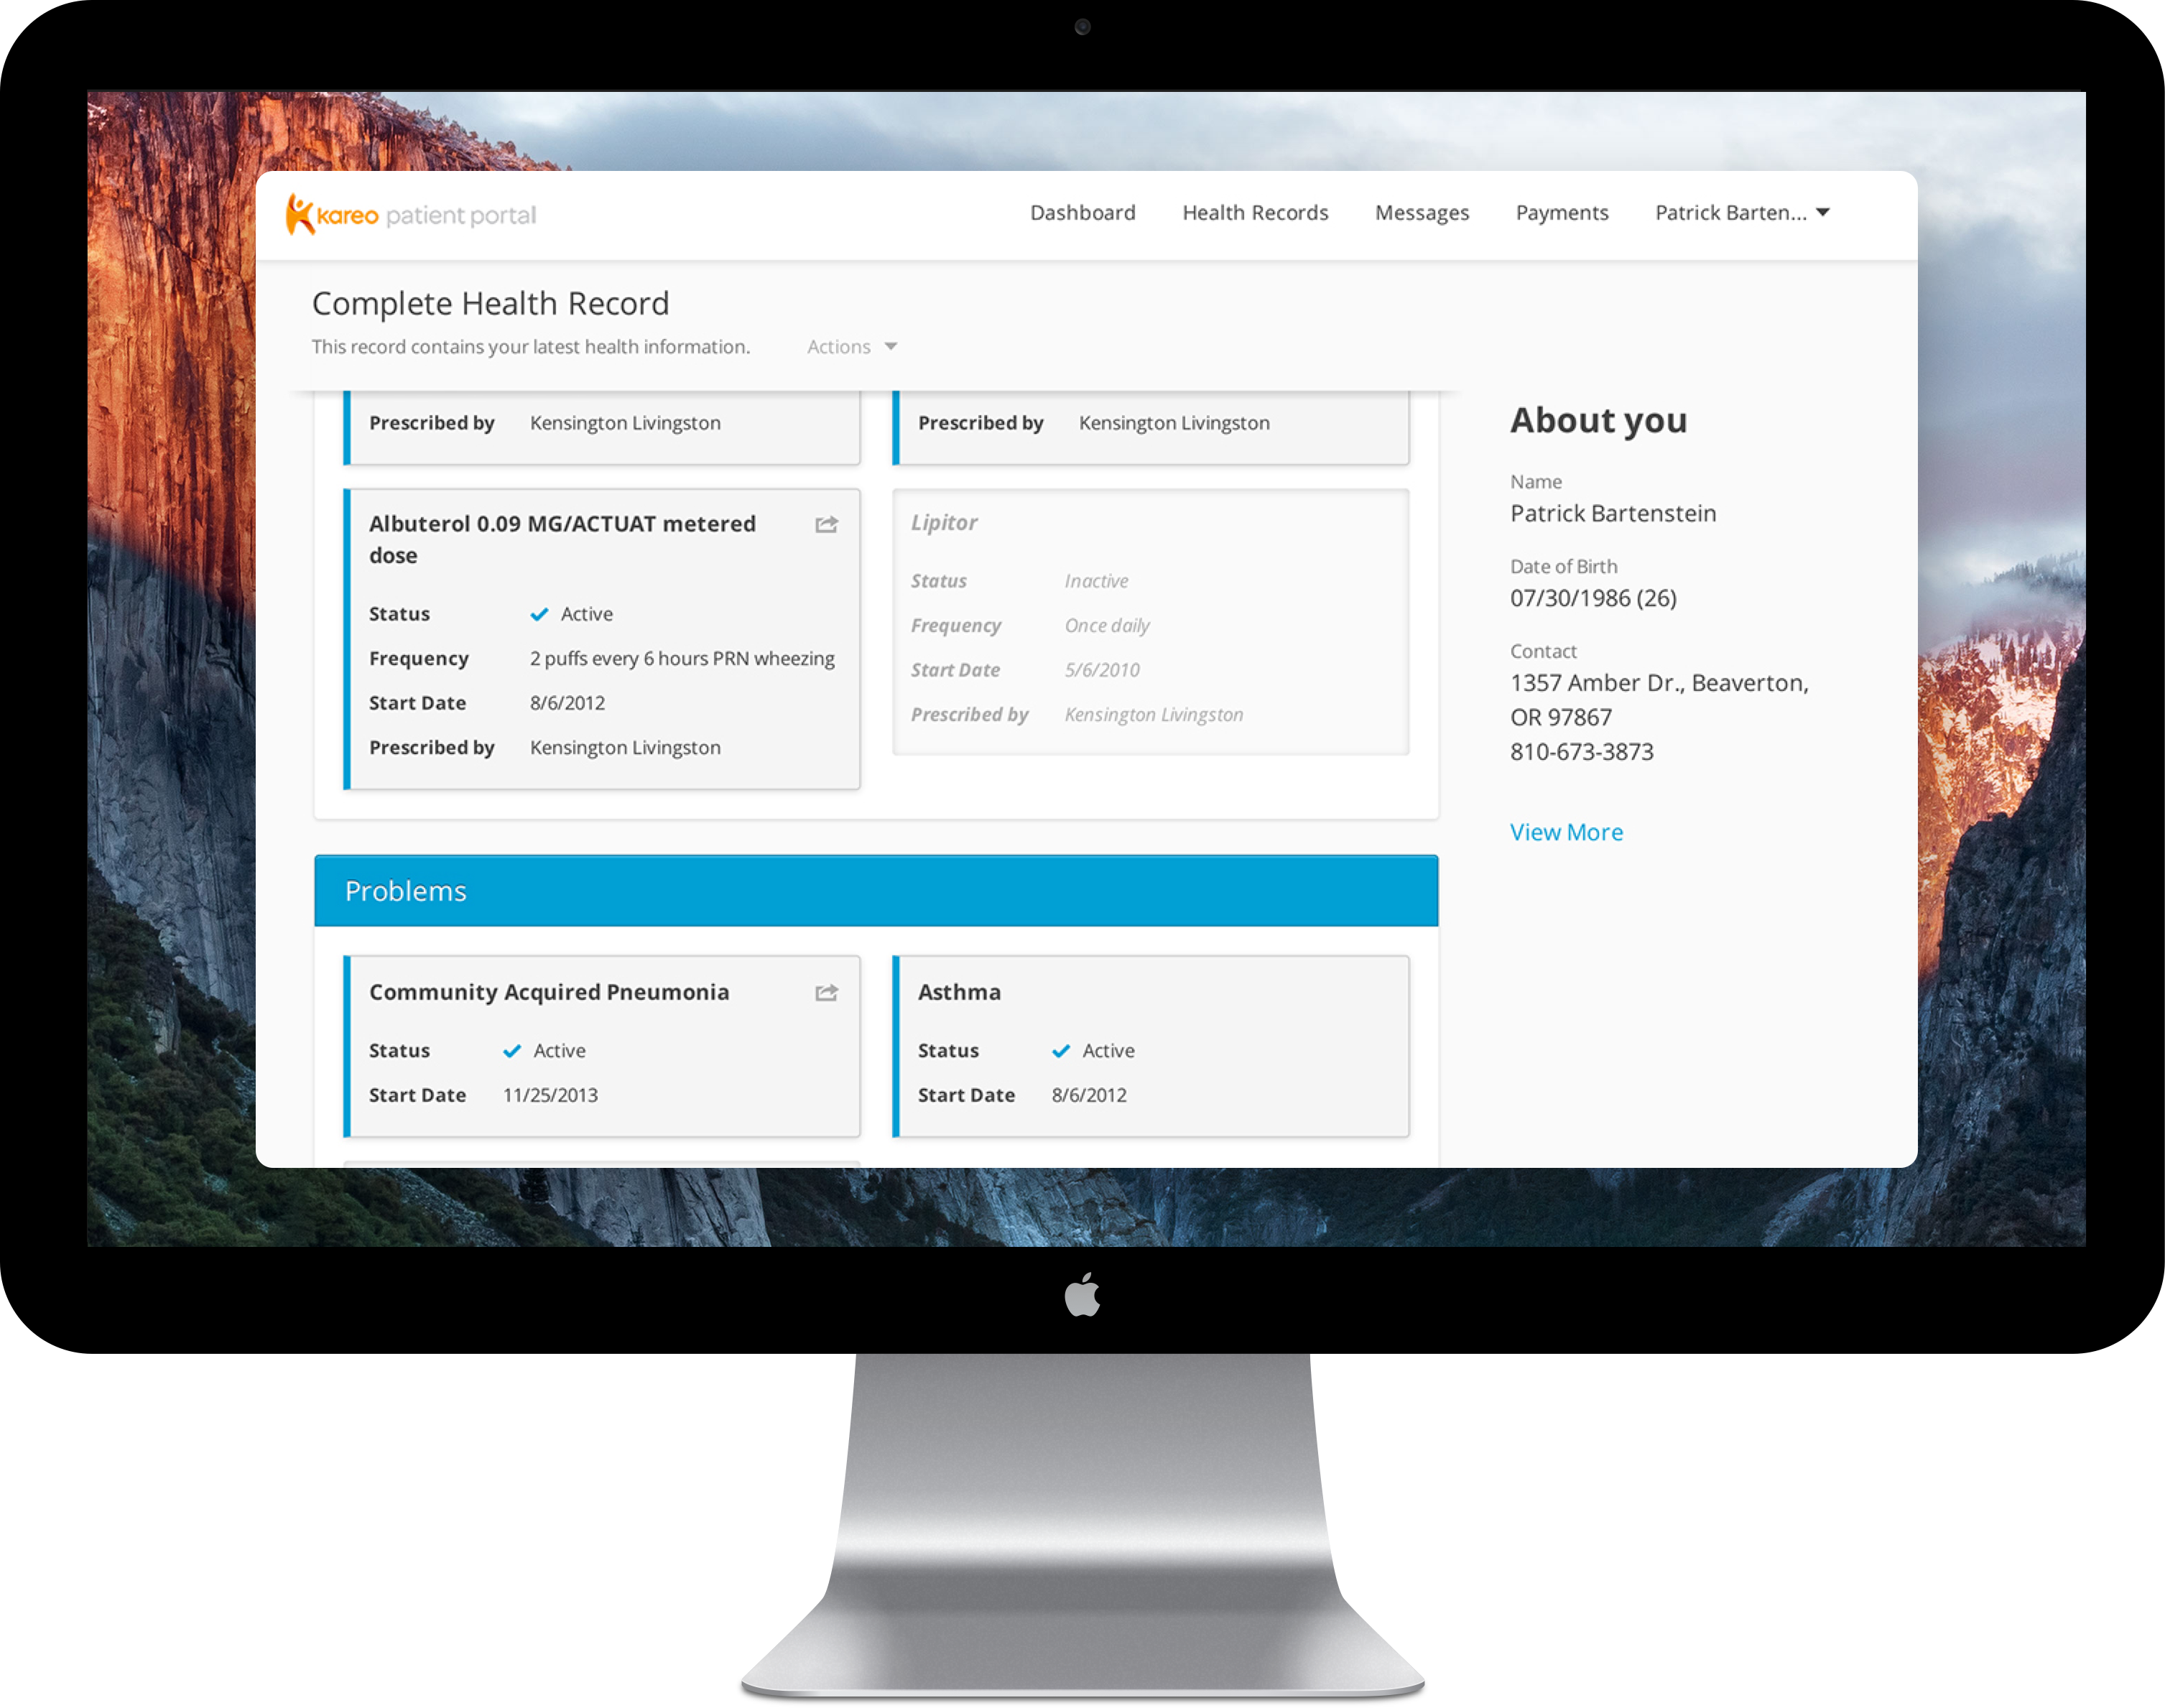 kareo patient portal
Dashboard Health Records Messages Payments Patrick Barten...
Complete Health Record
This record contains your latest health information. Actions
Prescribed by Kensington Livingston
Prescribed by Kensington Livingston
Albuterol 0.09 MG/ACTUAT metered
dose
Status Active
Frequency 2 puffs every 6 hours PRN wheezing
Start Date 8/6/2012
Prescribed by Kensington Livingston
Lipitor
Status Inactive
Frequency Once daily
Start Date 5/6/2010
Prescribed by Kensington Livingston
Problems
Community Acquired Pneumonia
Status Active
Start Date 11/25/2013
Asthma
Status Active
Start Date 8/6/2012
About you
Name
Patrick Bartenstein
Date of Birth
07/30/1986 (26)
Contact
1357 Amber Dr., Beaverton,
OR 97867
810-673-3873
View More